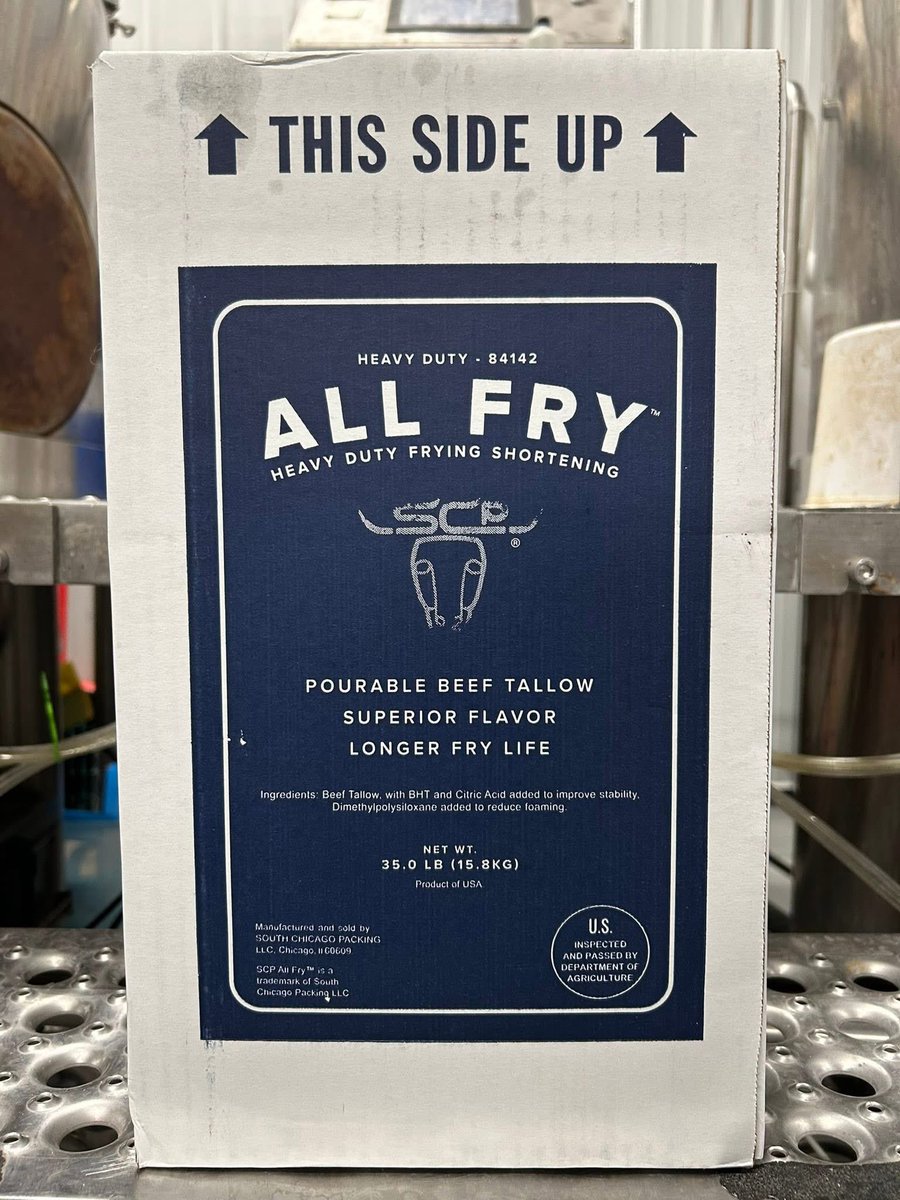 THIS SIDE UP
HEAVY DUTY - 84142
ALL FRY™
HEAVY DUTY FRYING SHORTENING
SCP
®
POURABLE BEEF TALLOW
SUPERIOR FLAVOR
LONGER FRY LIFE
Ingredients: Beef Tallow, with BHT and Citric Acid added to improve stability.
Dimethylpolysiloxane added to reduce foaming.
NET WT.
35.0 LB (15.8KG)
Product of USA
Manufactured and sold by
SOUTH CHICAGO PACKING
LLC, Chicago, Il 60609
SCP All Fry™ is a
trademark of South
Chicago Packing LLC
U.S.
INSPECTED
AND PASSED BY
DEPARTMENT OF
AGRICULTURE